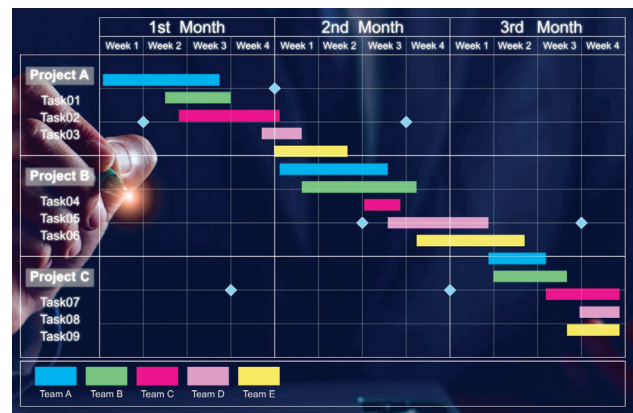 1st Month 2nd Month 3rd Month
Week 1 Week 2 Week 3 Week 4 Week 1 Week 2 Week 3 Week 4 Week 1 Week 2 Week 3 Week 4
Project A
Task01
Task02
Task03
Project B
Task04
Task05
Task06
Project C
Task07
Task08
Task09
Team A Team B Team C Team D Team E